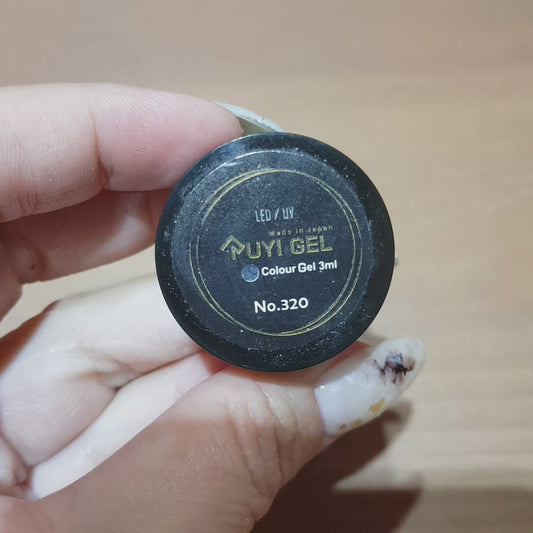 LED / UV
Made in Japan
PUYI GEL
Colour Gel 3ml
No.320